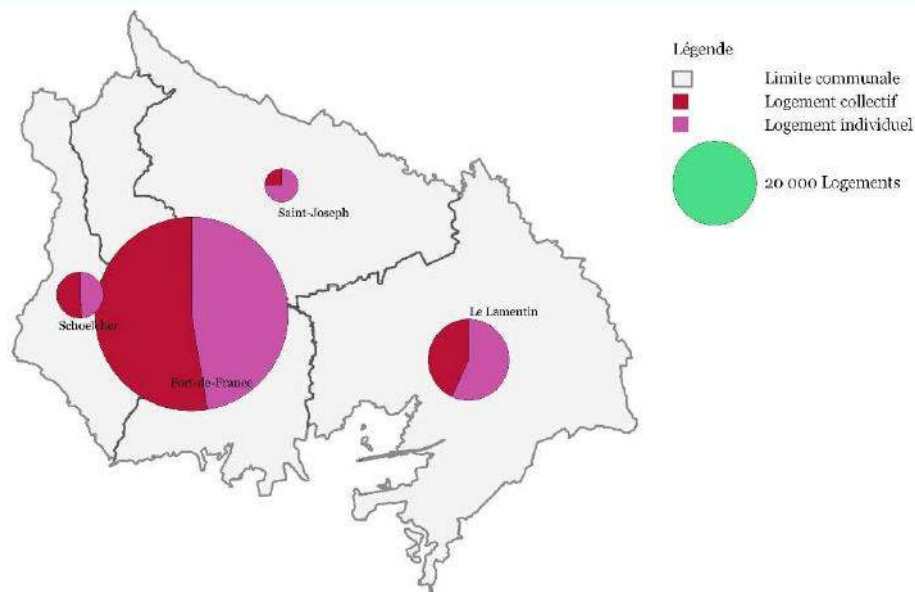 Légende
Limite communale
Logement collectif
Logement individuel
20 000 Logements
Saint-Joseph
Schoelcher
Le Lamentin
Fort-de-France